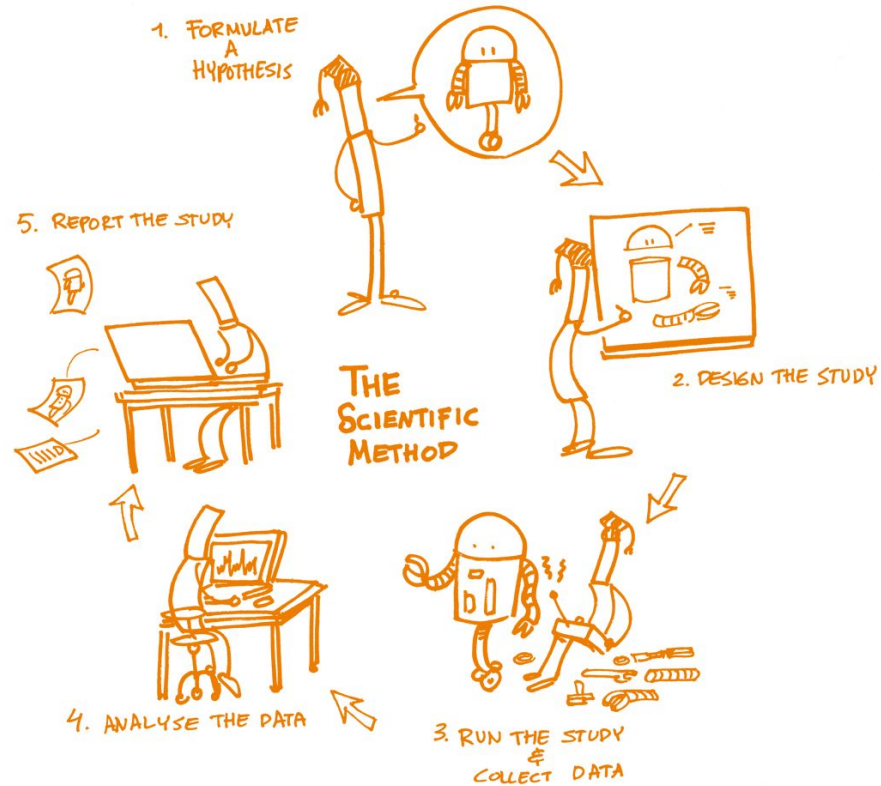 1. FORMULATE
A
HYPOTHESIS
5. REPORT THE STUDY
THE
SCIENTIFIC
METHOD
2. DESIGN THE STUDY
4. ANALYSE THE DATA
3. RUN THE STUDY
&
COLLECT DATA